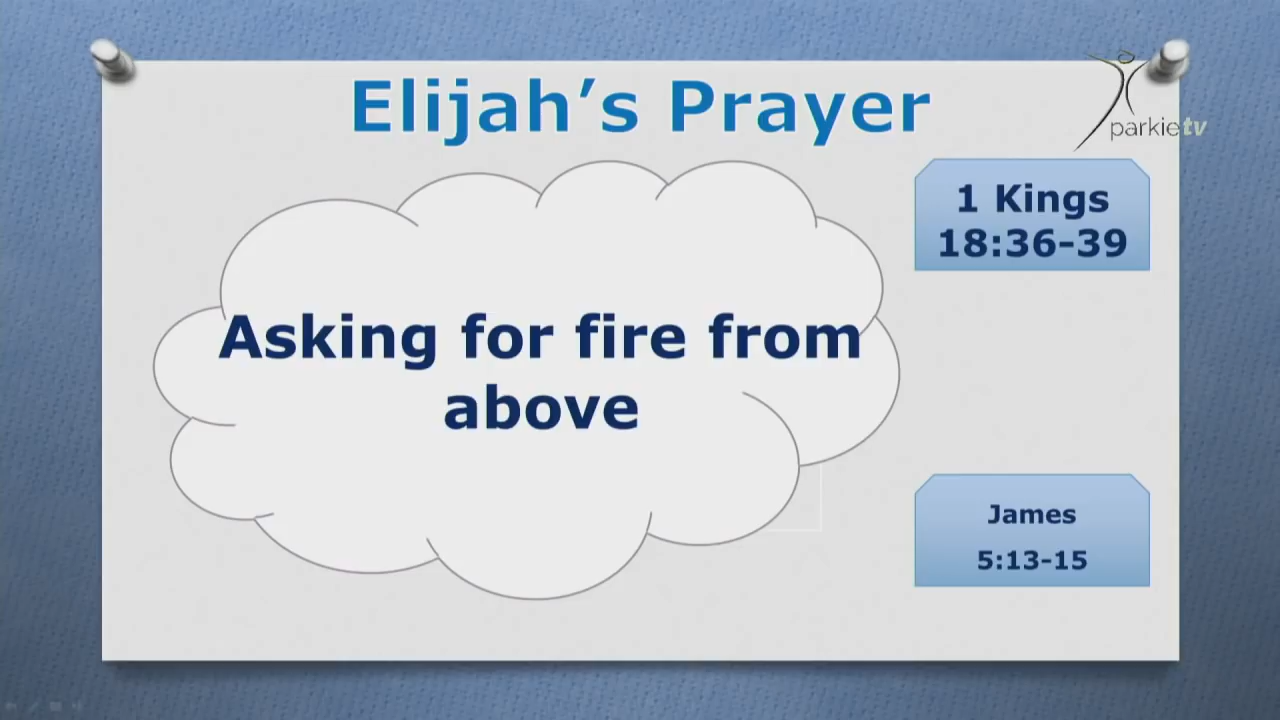 Elijah's Prayer
parkietv
1 Kings
18:36-39
Asking for fire from
above
James
5:13-15